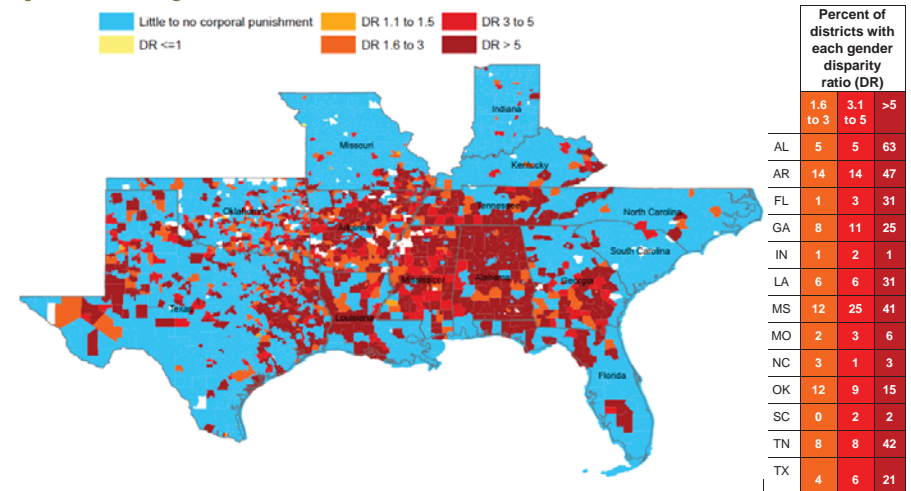 Little to no corporal punishment
DR 1.1 to 1.5
DR 3 to 5
DR <=1
DR 1.6 to 3
DR > 5
Indiana
Missouri
Kentucky
Oklahoma
Tennessee
North Carolina
Arkansas
South Carolina
Mississippi
Alabama
Georgia
Texas
Louisiana
Florida
Percent of
districts with
each gender
disparity
ratio (DR)
1.6 3.1 >5
to 3 to 5
AL 5 5 63
AR 14 14 47
FL 1 3 31
GA 8 11 25
IN 1 2 1
LA 6 6 31
MS 12 25 41
MO 2 3 6
NC 3 1 3
OK 12 9 15
SC 0 2 2
TN 8 8 42
TX 4 6 21